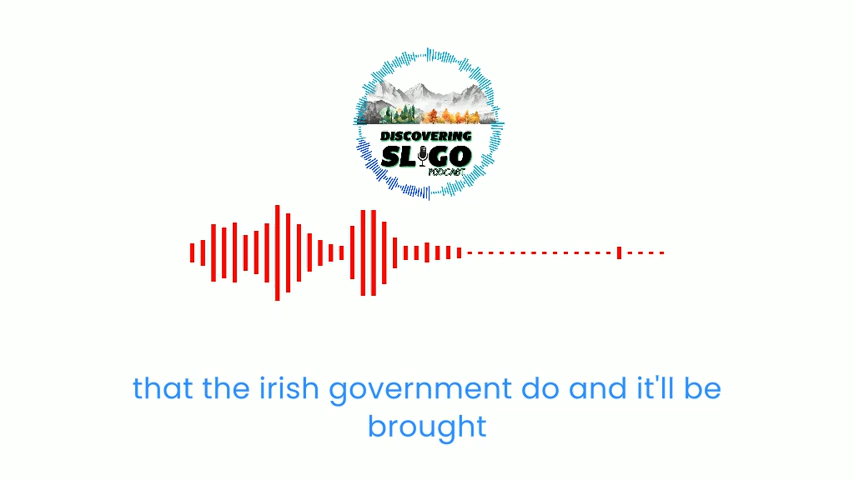 DISCOVERING
SLIGO
PODCAST
that the irish government do and it'll be
brought